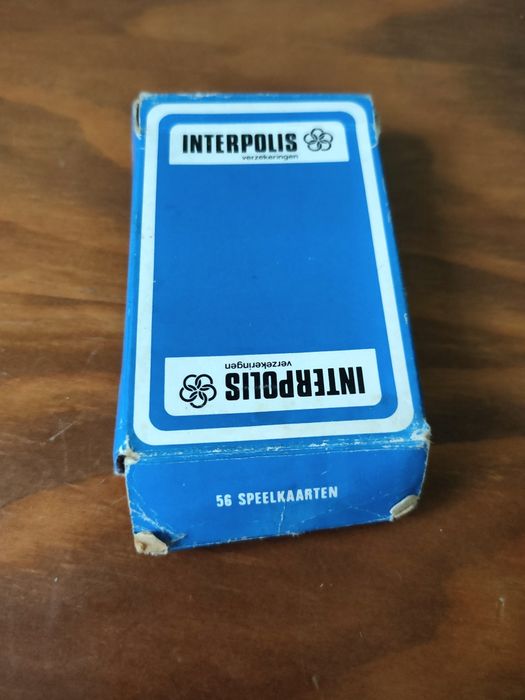 INTERPOLIS
verzekeringen
INTERPOLIS
verzekeringen
56 SPEELKAARTEN